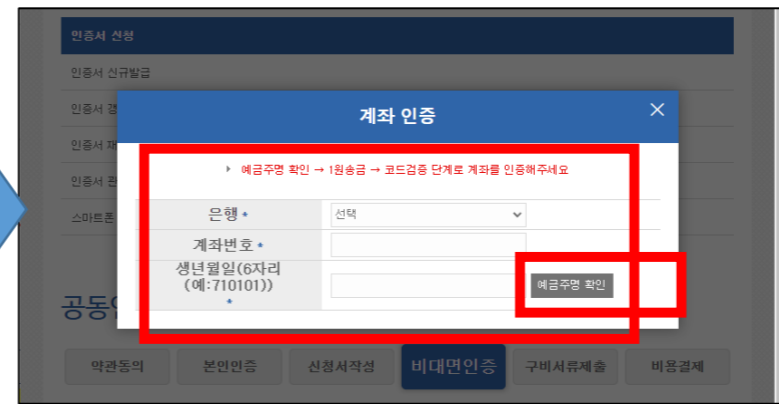 인증서 신청
인증서 신규발급
인증서 갱
계좌 인증
인증서 재
▶ 예금주명 확인 → 1원송금 → 코드검증 단계로 계좌를 인증해주세요
인증서 관
은행 *
선택
스마트폰
계좌번호 *
생년월일(6자리
(예:710101))
*
예금주명 확인
공동인
약관동의
본인인증
신청서작성
비대면인증
구비서류제출
비용결제